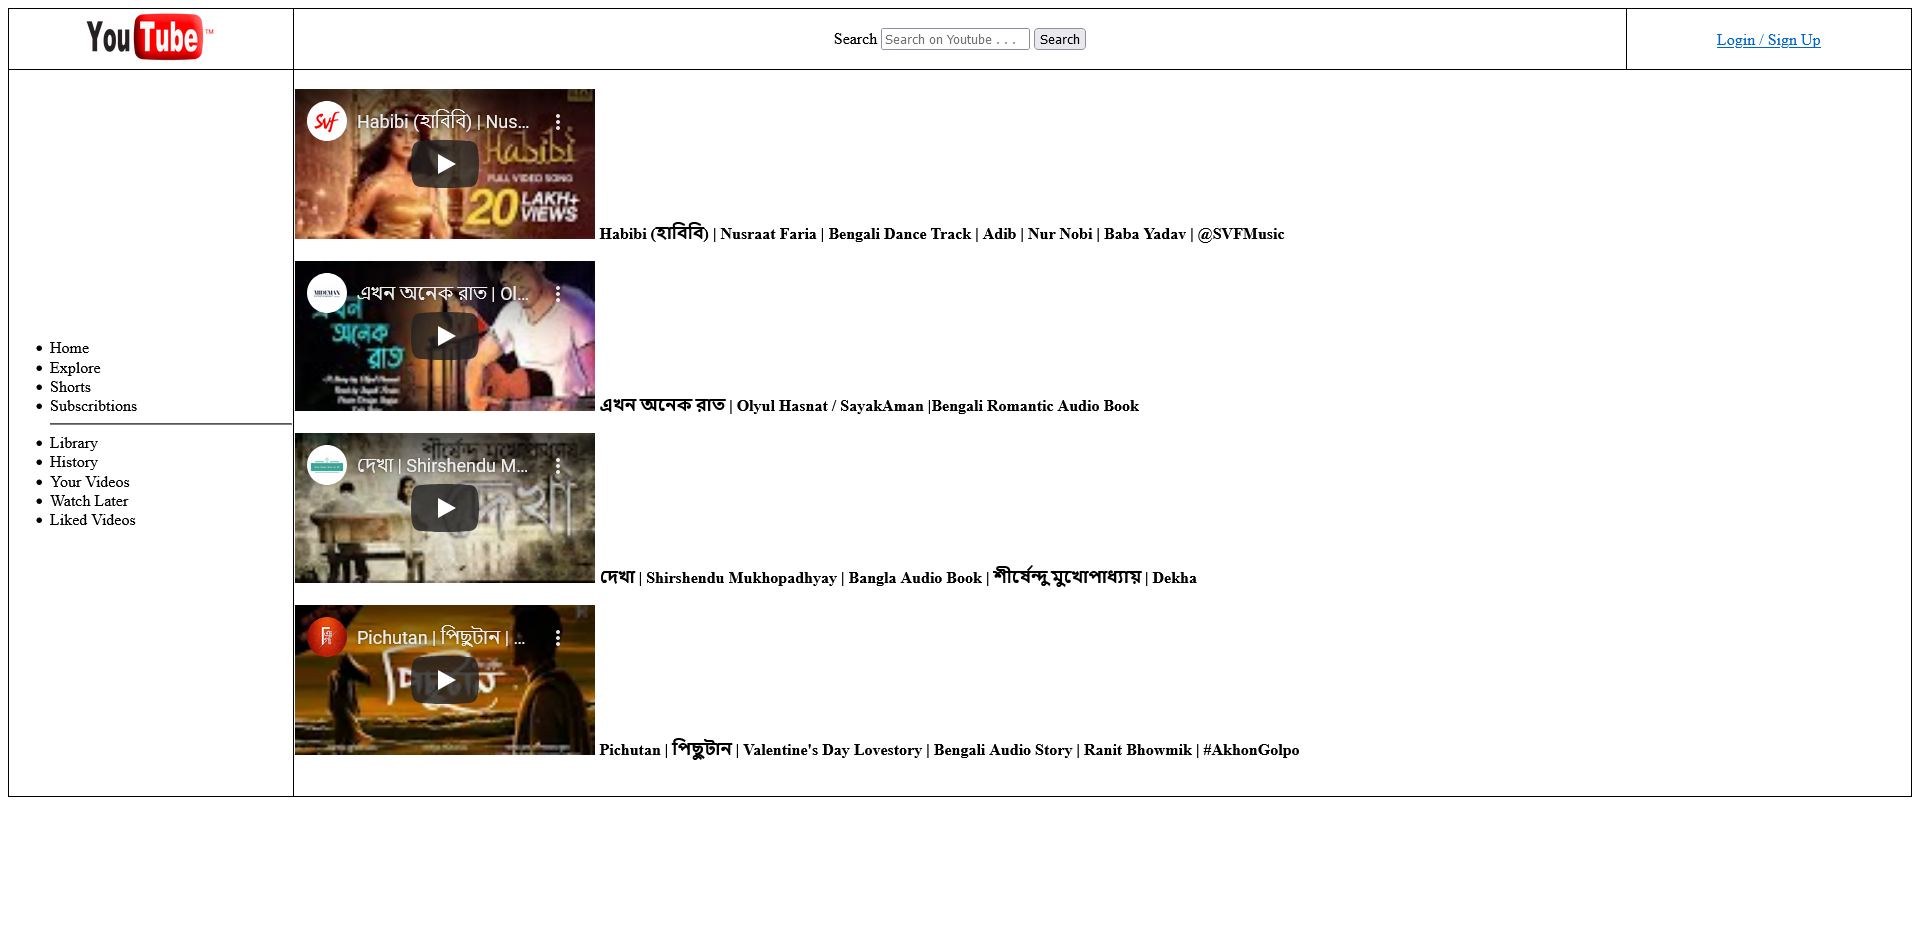 YouTube™
Search Search on Youtube . . . Search
Login / Sign Up
Home
Explore
Shorts
Subscribtions
Library
History
Your Videos
Watch Later
Liked Videos
Svf Habibi (হাবিবি) | Nus...
Habibi
FULL VIDEO SONG
20 LAKH+ VIEWS
Habibi (হাবিবি) | Nusraat Faria | Bengali Dance Track | Adib | Nur Nobi | Baba Yadav | @SVFMusic
এখন অনেক রাত | Ol...
এখন
অনেক
রাত
এখন অনেক রাত | Olyul Hasnat / SayakAman |Bengali Romantic Audio Book
শীর্ষেন্দু মুখোপাধ্যায়
দেখা | Shirshendu M...
দেখা
দেখা | Shirshendu Mukhopadhyay | Bangla Audio Book | শীর্ষেন্দু মুখোপাধ্যায় | Dekha
Pichutan | পিছুটান | ...
পিছুটান
Pichutan | পিছুটান | Valentine's Day Lovestory | Bengali Audio Story | Ranit Bhowmik | #AkhonGolpo